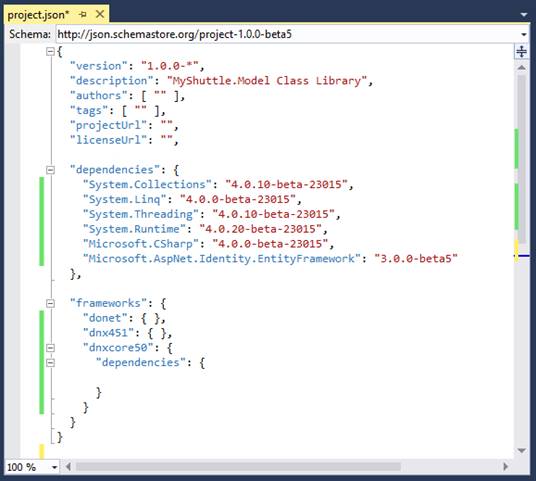 project.json*
Schema: http://json.schemastore.org/project-1.0.0-beta5
{
  "version": "1.0.0-*",
  "description": "MyShuttle.Model Class Library",
  "authors": [ "" ],
  "tags": [ "" ],
  "projectUrl": "",
  "licenseUrl": "",

  "dependencies": {
    "System.Collections": "4.0.10-beta-23015",
    "System.Linq": "4.0.0-beta-23015",
    "System.Threading": "4.0.10-beta-23015",
    "System.Runtime": "4.0.20-beta-23015",
    "Microsoft.CSharp": "4.0.0-beta-23015",
    "Microsoft.AspNet.Identity.EntityFramework": "3.0.0-beta5"
  },

  "frameworks": {
    "donet": { },
    "dnx451": { },
    "dnxcore50": {
      "dependencies": {

      }
    }
  }
}
100 %